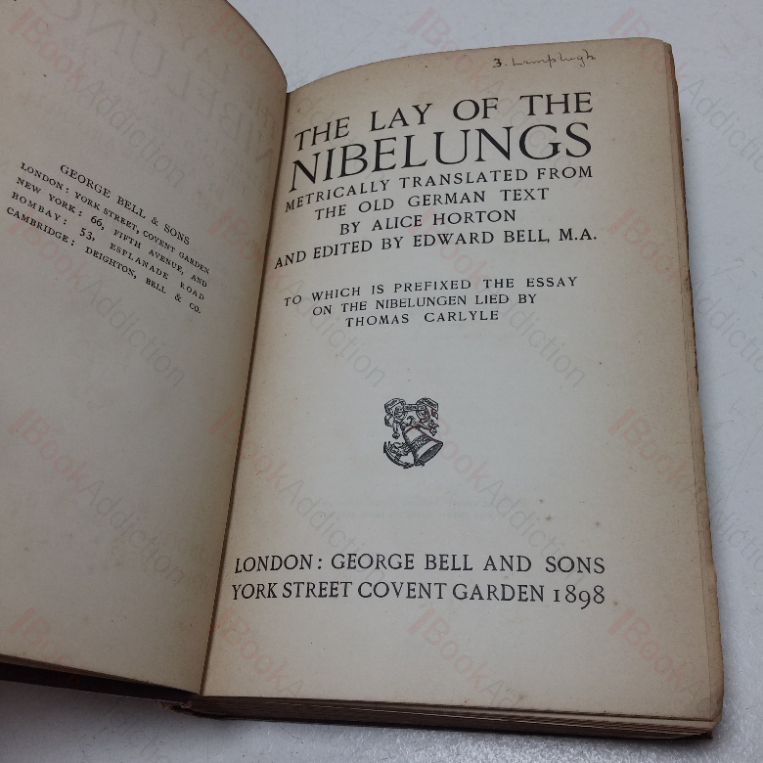 GEORGE BELL & SONS
LONDON: YORK STREET, COVENT GARDEN
NEW YORK: 66, FIFTH AVENUE, AND
BOMBAY: 53, ESPLANADE ROAD
CAMBRIDGE: DEIGHTON, BELL & CO.
THE LAY OF THE
NIBELUNGS
METRICALLY TRANSLATED FROM
THE OLD GERMAN TEXT
BY ALICE HORTON
AND EDITED BY EDWARD BELL, M.A.
TO WHICH IS PREFIXED THE ESSAY
ON THE NIBELUNGEN LIED BY
THOMAS CARLYLE
LONDON: GEORGE BELL AND SONS
YORK STREET COVENT GARDEN 1898
BookAddiction